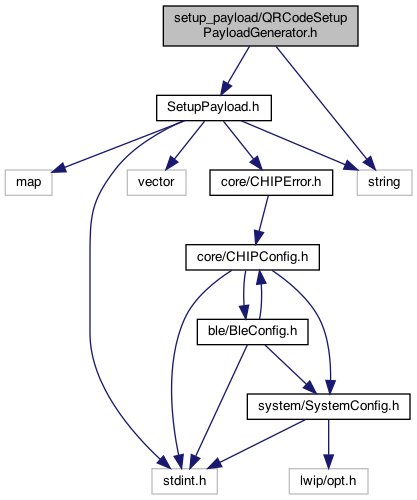 setup_payload/QRCodeSetup
PayloadGenerator.h
SetupPayload.h
map
vector
core/CHIPError.h
string
core/CHIPConfig.h
ble/BleConfig.h
system/SystemConfig.h
stdint.h
lwip/opt.h